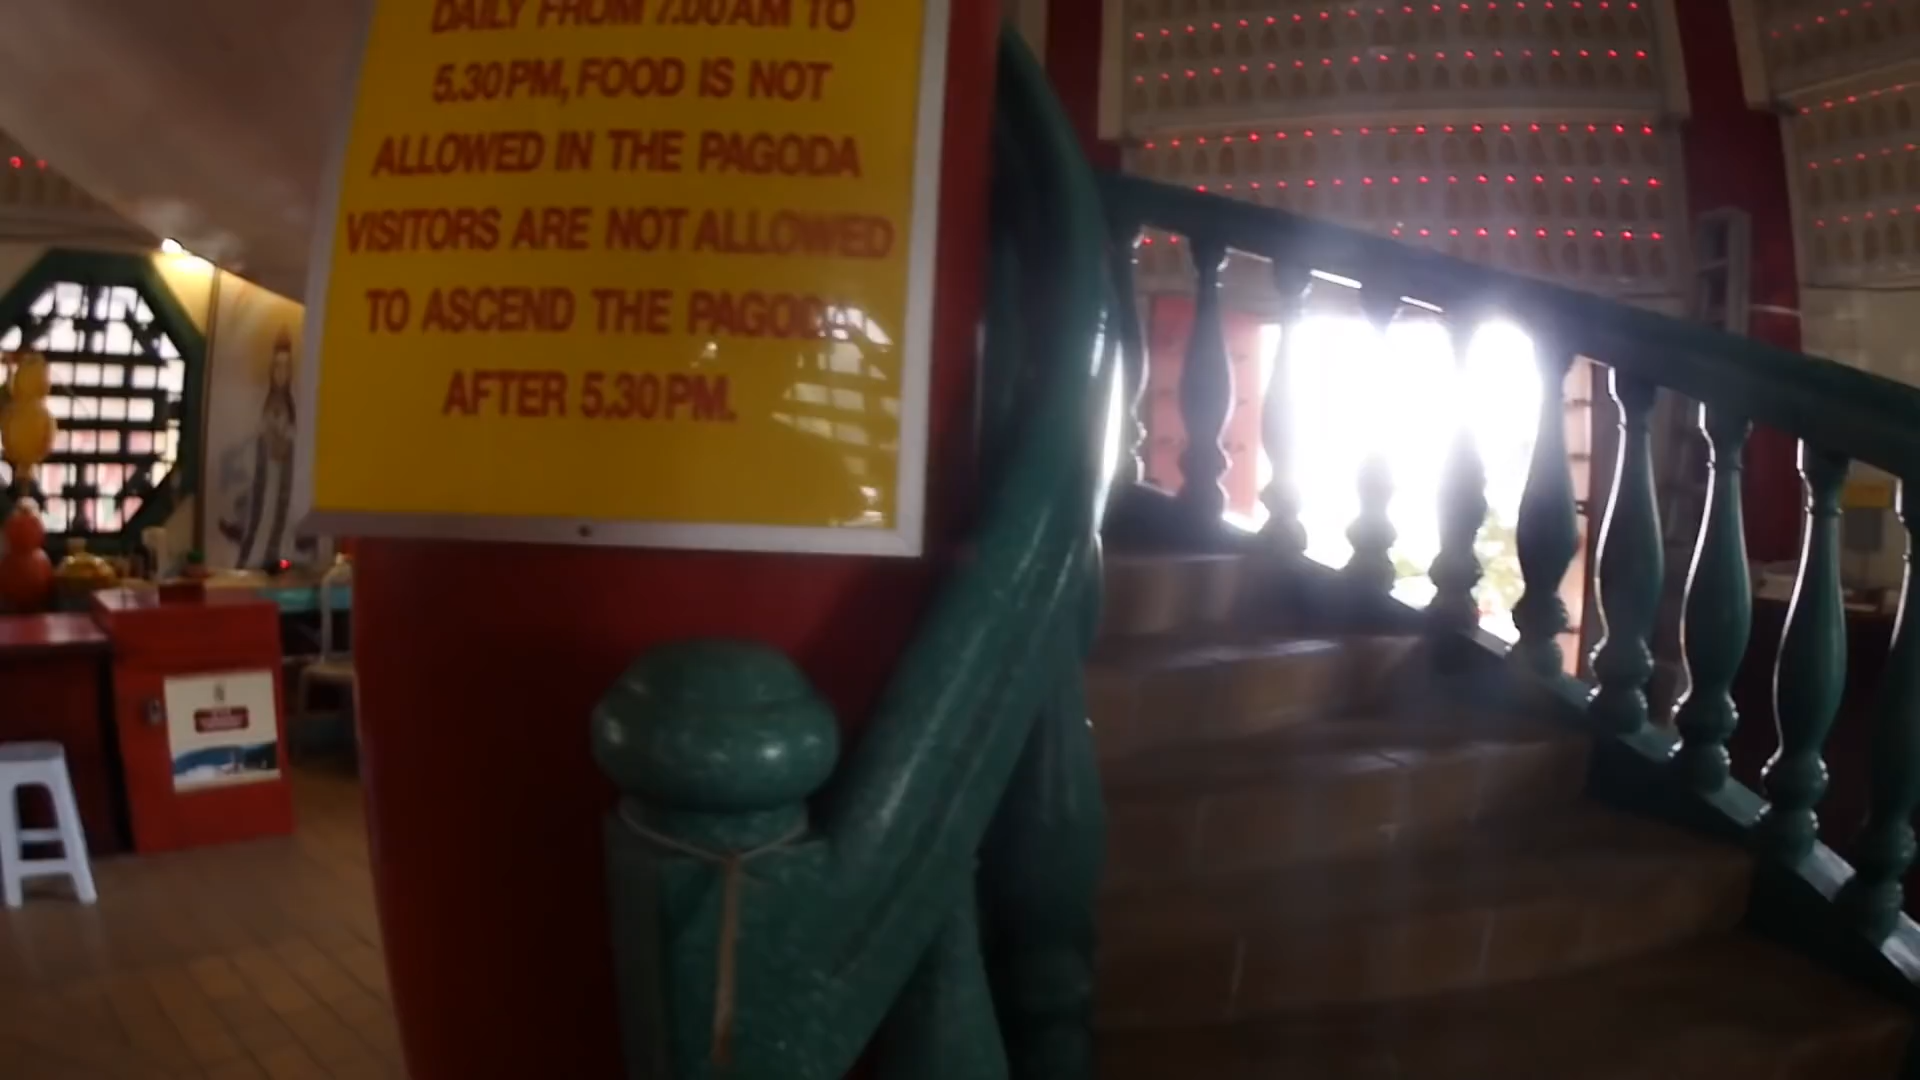 DAILY FROM 7.00AM TO
5.30PM, FOOD IS NOT
ALLOWED IN THE PAGODA
VISITORS ARE NOT ALLOWED
TO ASCEND THE PAGODA
AFTER 5.30PM.